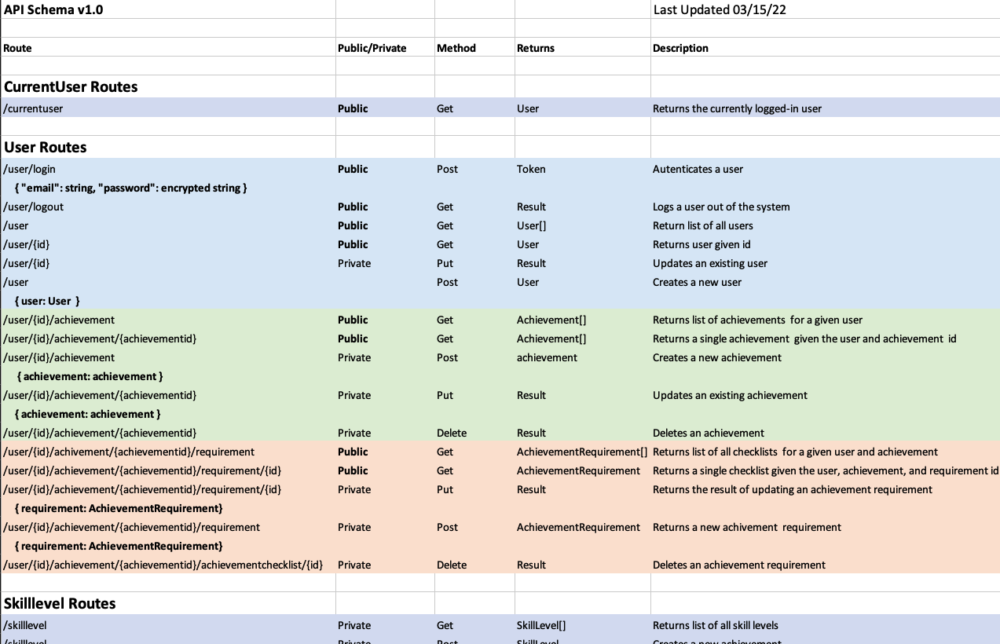 API Schema v1.0 Last Updated 03/15/22
Route Public/Private Method Returns Description
CurrentUser Routes
/currentuser Public Get User Returns the currently logged-in user
User Routes
/user/login Public Post Token Autenticates a user
{ "email": string, "password": encrypted string }
/user/logout Public Get Result Logs a user out of the system
/user Public Get User[] Return list of all users
/user/{id} Public Get User Returns user given id
/user/{id} Private Put Result Updates an existing user
/user Post User Creates a new user
{ user: User }
/user/{id}/achievement Public Get Achievement[] Returns list of achievements for a given user
/user/{id}/achievement/{achievementid} Public Get Achievement[] Returns a single achievement given the user and achievement id
/user/{id}/achievement Private Post achievement Creates a new achievement
{ achievement: achievement }
/user/{id}/achievement/{achievementid} Private Put Result Updates an existing achievement
{ achievement: achievement }
/user/{id}/achievement/{achievementid} Private Delete Result Deletes an achievement
/user/{id}/achivement/{achievementid}/requirement Public Get AchievementRequirement[] Returns list of all checklists for a given user and achievement
/user/{id}/achievement/{achievementid}/requirement/{id} Public Get AchievementRequirement Returns a single checklist given the user, achievement, and requirement id
/user/{id}/achievement/{achievementid}/requirement/{id} Private Put Result Returns the result of updating an achievement requirement
{ requirement: AchievementRequirement}
/user/{id}/achievement/{achievementid}/requirement Private Post AchievementRequirement Returns a new achivement requirement
{ requirement: AchievementRequirement}
/user/{id}/achievement/{achievementid}/achievementchecklist/{id} Private Delete Result Deletes an achievement requirement
Skilllevel Routes
/skilllevel Private Get SkillLevel[] Returns list of all skill levels
/skilllevel Private Post SkillLevel Creates a new achievement